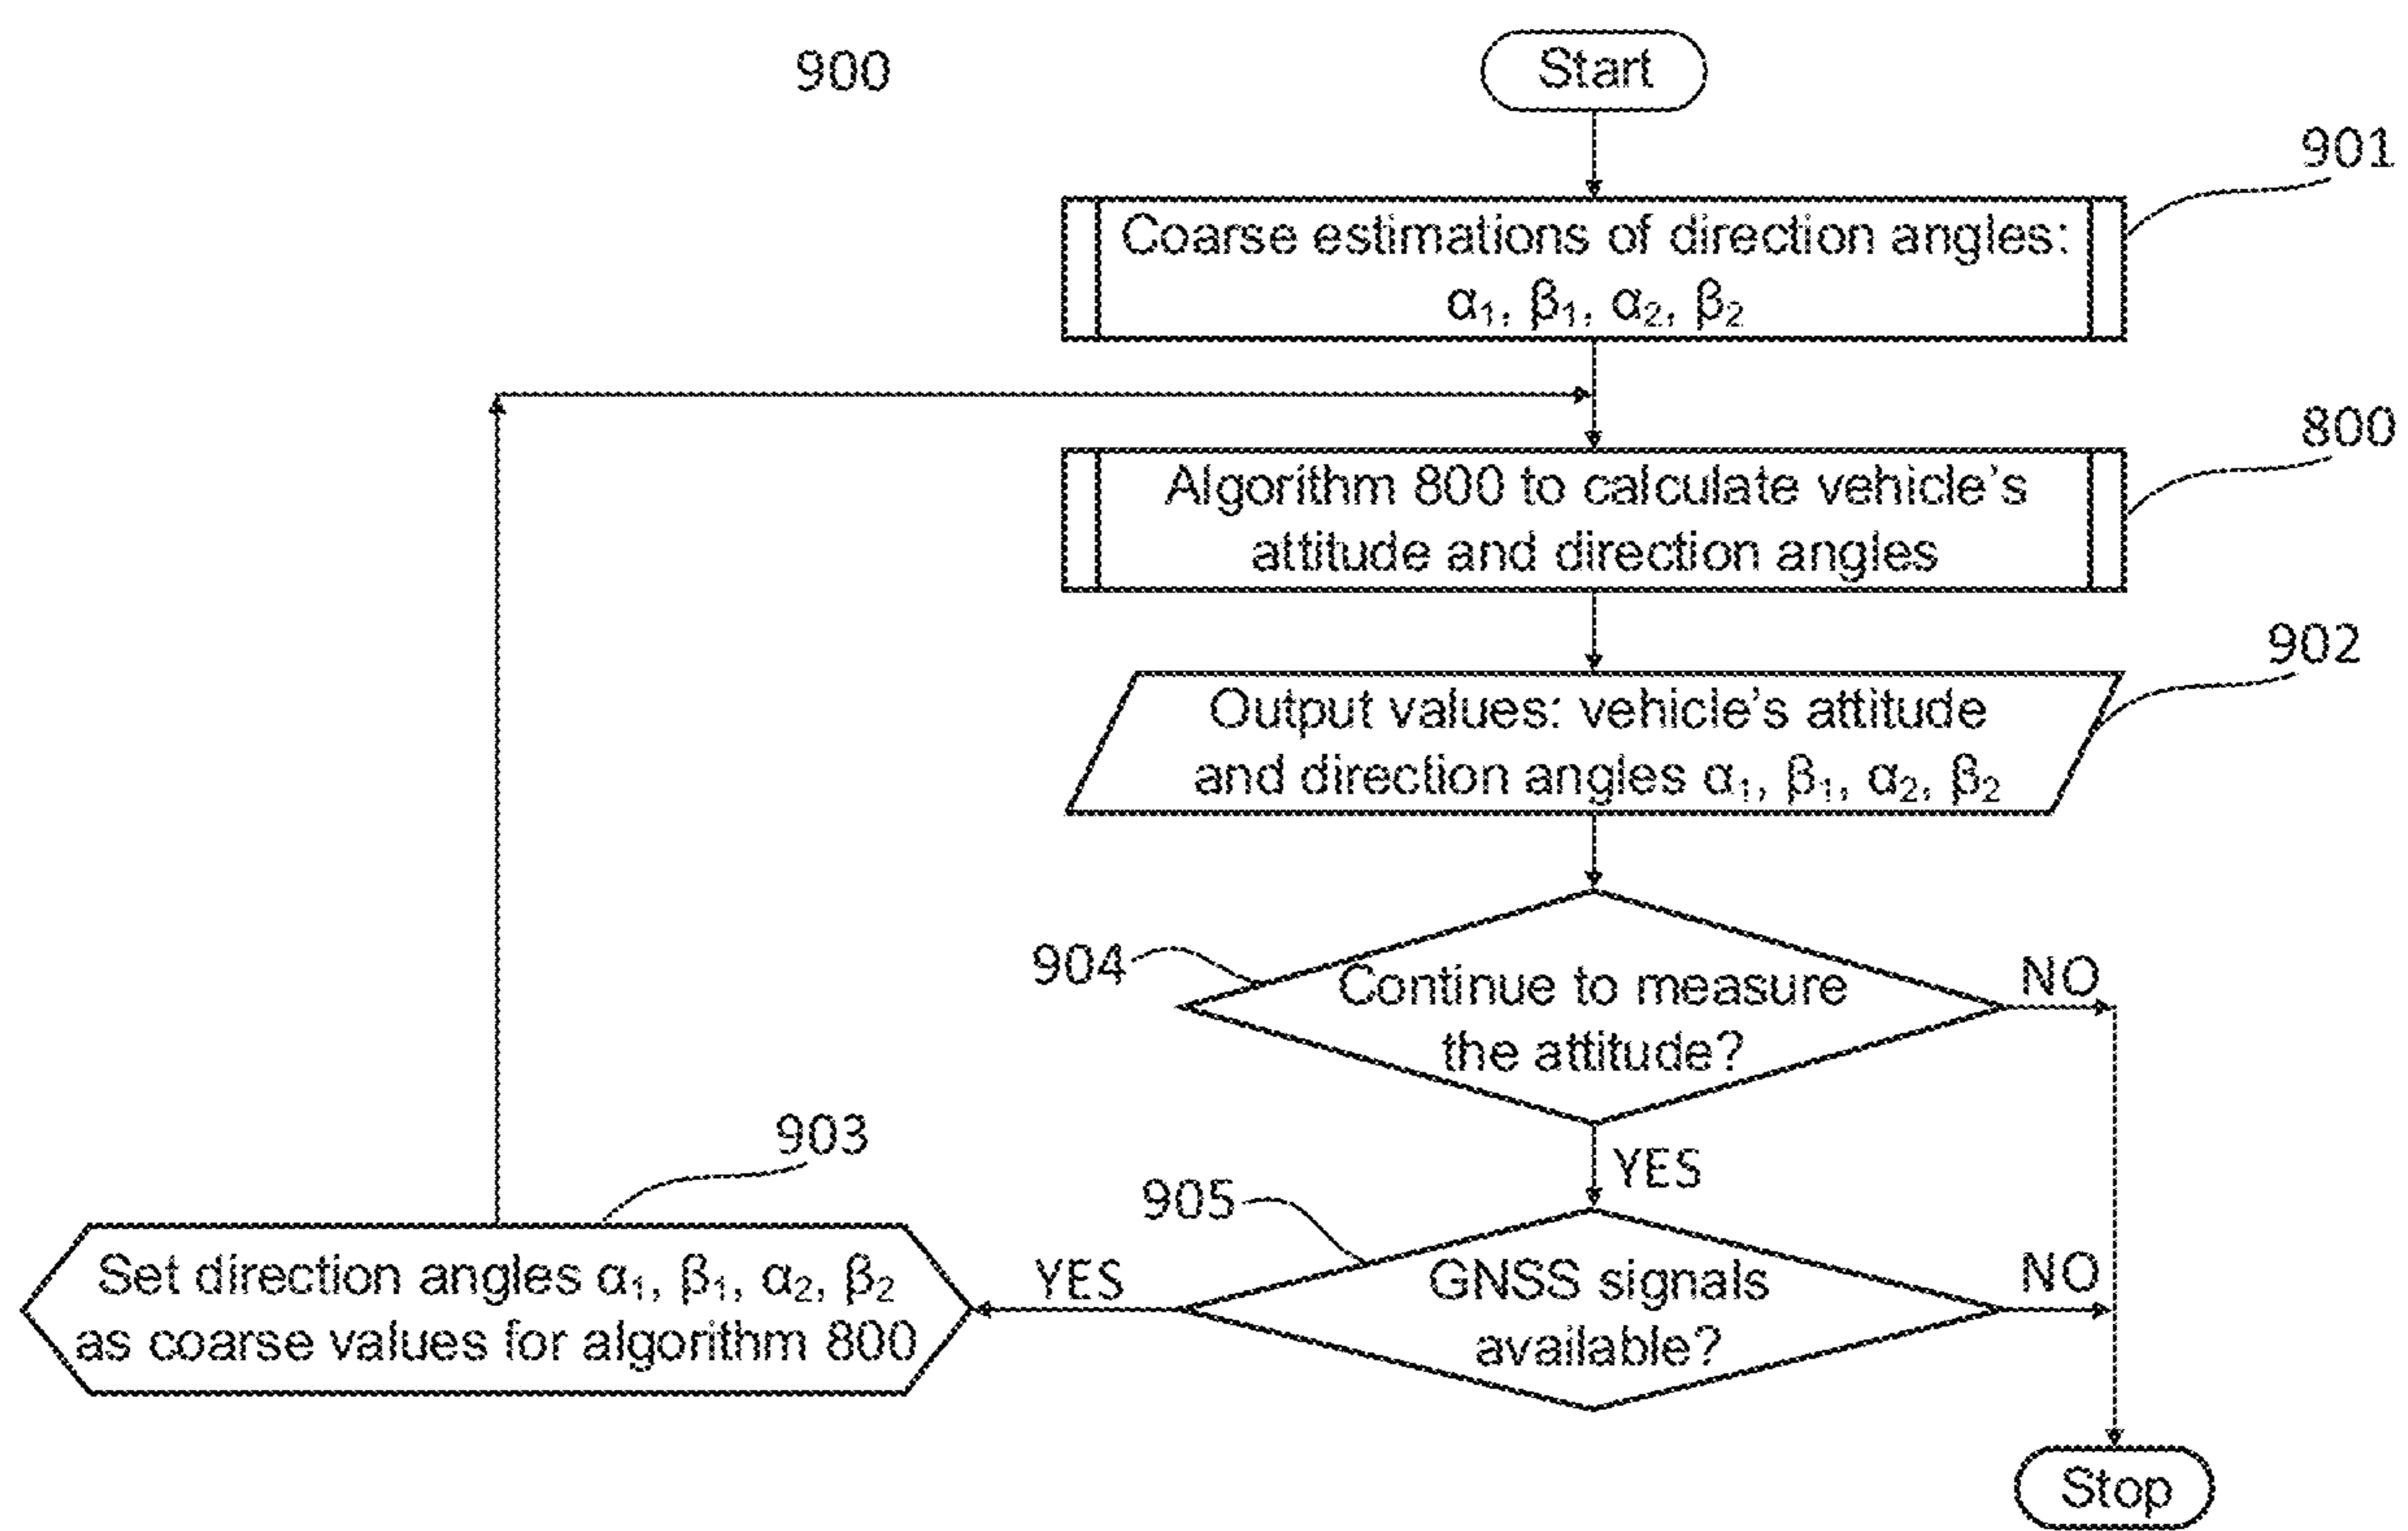 900
Start
901
Coarse estimations of direction angles:
α₁, β₁, α₂, β₂
800
Algorithm 800 to calculate vehicle's
attitude and direction angles
902
Output values: vehicle's attitude
and direction angles α₁, β₁, α₂, β₂
904
Continue to measure
the attitude?
NO
YES
903
905
Set direction angles α₁, β₁, α₂, β₂
as coarse values for algorithm 800
YES
GNSS signals
available?
NO
Stop